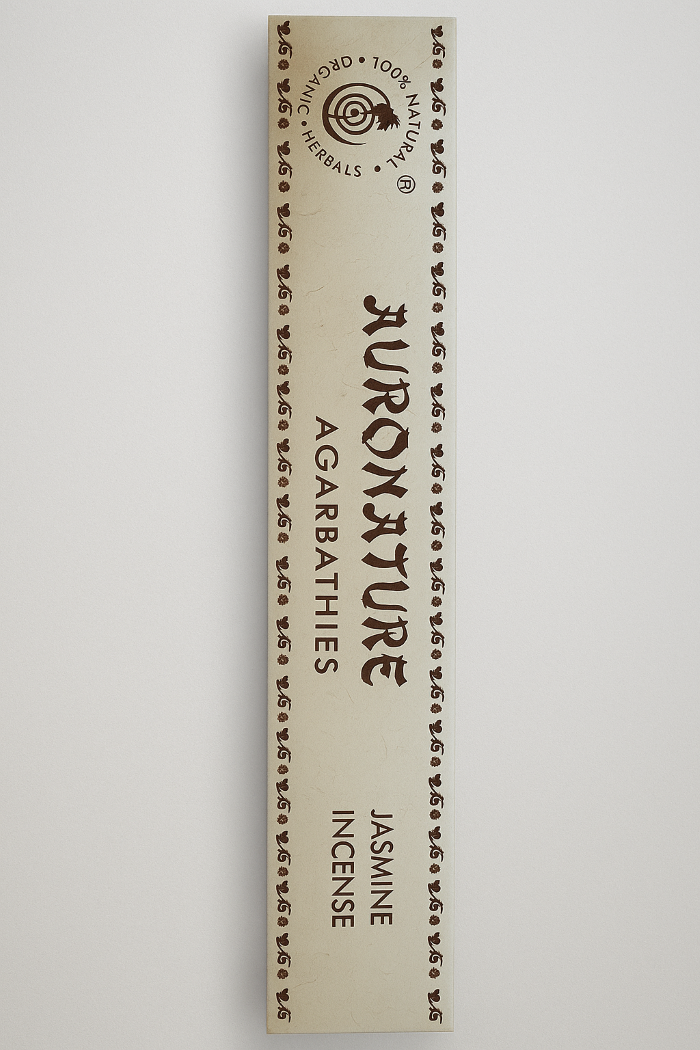 100% NATURAL • HERBALS • ORGANIC •
®
AURONATURE
AGARBATHIES
JASMINE
INCENSE